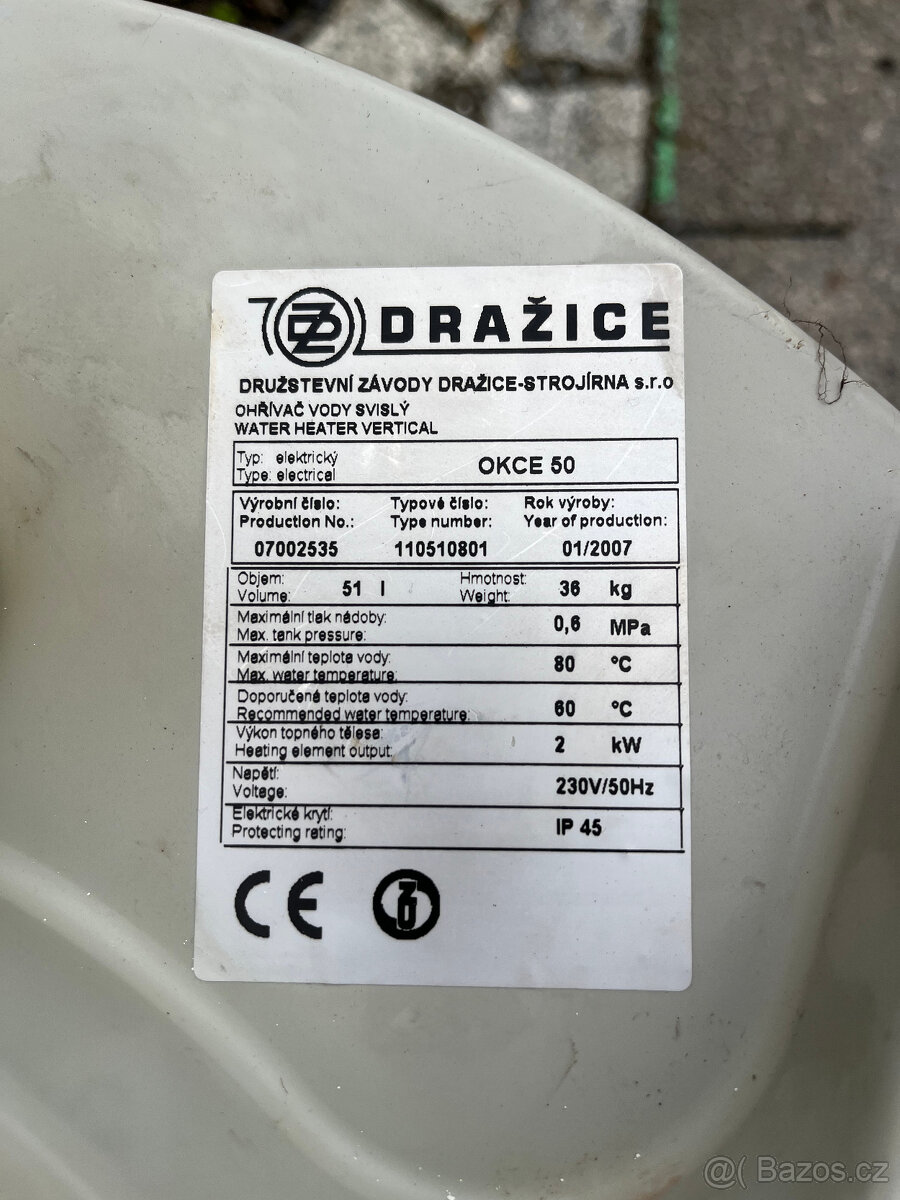 DRAŽICE
DRUŽSTEVNÍ ZÁVODY DRAŽICE-STROJÍRNA s.r.o
OHŘÍVAČ VODY SVISLÝ
WATER HEATER VERTICAL
Typ: elektrický
Type: electrical OKCE 50
Výrobní číslo: Typové číslo: Rok výroby:
Production No.: Type number: Year of production:
07002535 110510801 01/2007
Objem: Hmotnost:
Volume: 51 l Weight: 36 kg
Maximální tlak nádoby:
Max. tank pressure: 0,6 MPa
Maximální teplota vody:
Max. water temperature: 80 °C
Doporučená teplota vody:
Recommended water temperature: 60 °C
Výkon topného tělesa:
Heating element output: 2 kW
Napětí:
Voltage: 230V/50Hz
Elektrické krytí:
Protecting rating: IP 45
CE
@( Bazos.cz